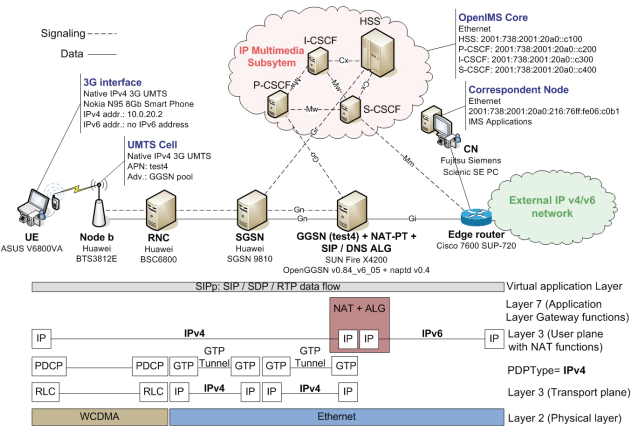 Signaling
Data
3G interface
Native IPv4 3G UMTS
Nokia N95 8Gb Smart Phone
IPv4 addr.: 10.0.20.2
IPv6 addr.: no IPv6 address
UMTS Cell
Native IPv4 3G UMTS
APN: test4
Adv.: GGSN pool
IP Multimedia
Subsytem
HSS
I-CSCF
Cx
P-CSCF
Mw
Mw
Mw
Cx
S-CSCF
OpenIMS Core
Ethernet
HSS: 2001:738:2001:20a0::c100
P-CSCF: 2001:738:2001:20a0::c200
I-CSCF: 2001:738:2001:20a0::c300
S-CSCF: 2001:738:2001:20a0::c400
Correspondent Node
Ethernet
2001:738:2001:20a0:216:76ff:fe06:c0b1
IMS Applications
CN
Fujitsu Siemens
Scienic SE PC
Gr
Go
Mm
Gn
Gn
Gi
External IP v4/v6
network
UE
ASUS V6800VA
Node b
Huawei
BTS3812E
RNC
Huawei
BSC6800
SGSN
Huawei
SGSN 9810
GGSN (test4) + NAT-PT +
SIP / DNS ALG
SUN Fire X4200
OpenGGSN v0.84_v6_05 + naptd v0.4
Edge router
Cisco 7600 SUP-720
SIPp: SIP / SDP / RTP data flow
Virtual application Layer
NAT + ALG
Layer 7 (Application
Layer Gateway functions)
IP
IPv4
IP
IP
IPv6
IP
Layer 3 (User plane
with NAT functions)
PDCP
PDCP
GTP
GTP
Tunnel
GTP
GTP
GTP
Tunnel
GTP
PDPType= IPv4
RLC
RLC
IP
IPv4
IP
IP
IPv4
IP
Layer 3 (Transport plane)
WCDMA
Ethernet
Layer 2 (Physical layer)